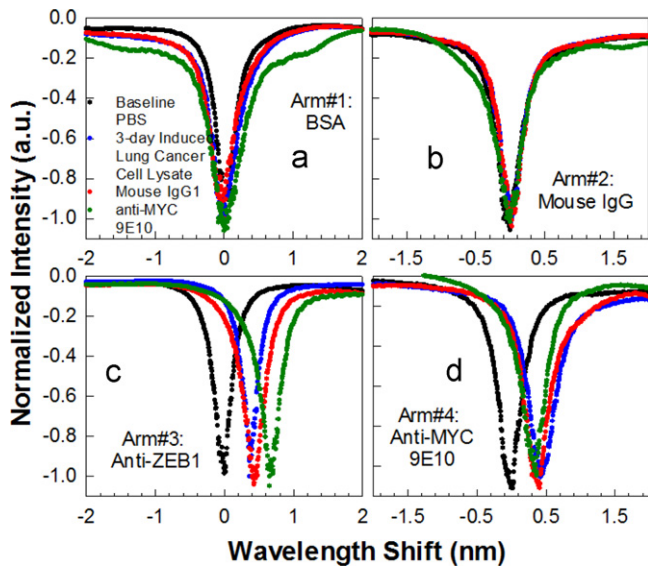 Normalized Intensity (a.u.)
0.0
-0.2
-0.4
-0.6
-0.8
-1.0
Baseline
PBS
3-day Induced
Lung Cancer
Cell Lysate
Mouse IgG1
anti-MYC
9E10
Arm#1:
BSA
a
-2 -1 0 1 2
b
Arm#2:
Mouse IgG
-1.5 -0.5 0.5 1.5
0.0
-0.2
-0.4
-0.6
-0.8
-1.0
c
Arm#3:
Anti-ZEB1
-2 -1 0 1 2
d
Arm#4:
Anti-MYC
9E10
-1.5 -0.5 0.5 1.5
Wavelength Shift (nm)